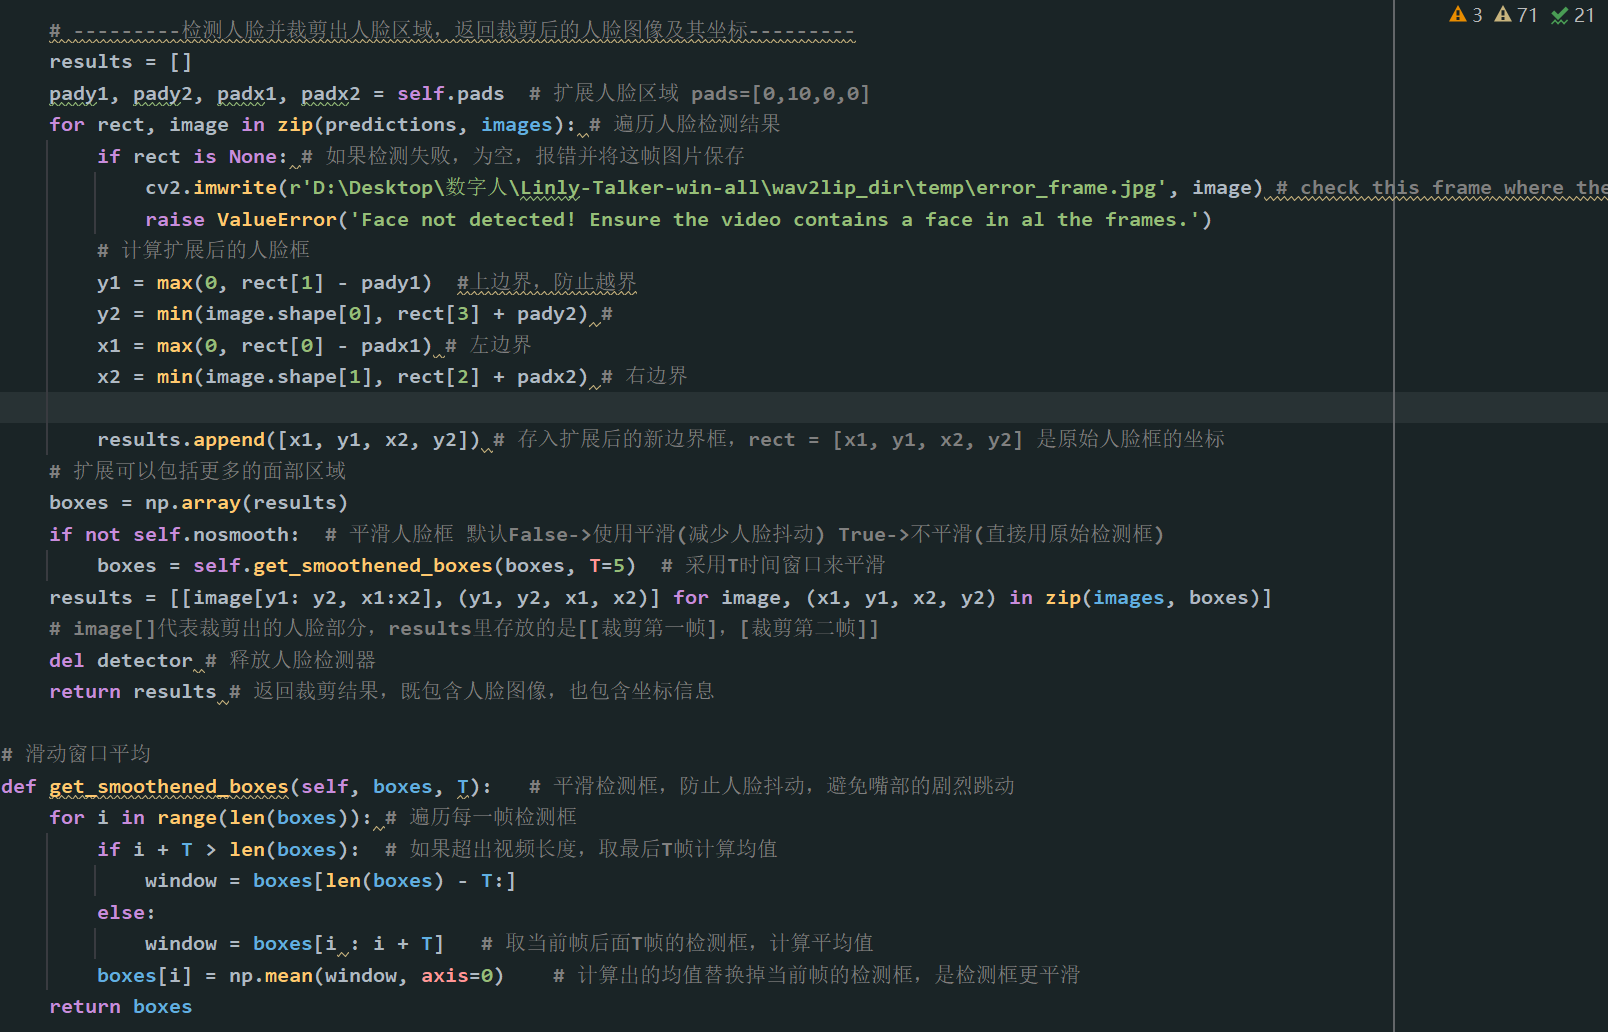 3 71 21
# ---------检测人脸并裁剪出人脸区域，返回裁剪后的人脸图像及其坐标---------
results = []
pady1, pady2, padx1, padx2 = self.pads  # 扩展人脸区域 pads=[0,10,0,0]
for rect, image in zip(predictions, images): # 遍历人脸检测结果
    if rect is None: # 如果检测失败，为空，报错并将这帧图片保存
        cv2.imwrite(r'D:\Desktop\数字人\Linly-Talker-win-all\wav2lip_dir\temp\error_frame.jpg', image) # check this frame where the
        raise ValueError('Face not detected! Ensure the video contains a face in al the frames.')
    # 计算扩展后的人脸框
    y1 = max(0, rect[1] - pady1)  #上边界，防止越界
    y2 = min(image.shape[0], rect[3] + pady2) #
    x1 = max(0, rect[0] - padx1) # 左边界
    x2 = min(image.shape[1], rect[2] + padx2) # 右边界
    results.append([x1, y1, x2, y2]) # 存入扩展后的新边界框，rect = [x1, y1, x2, y2] 是原始人脸框的坐标
# 扩展可以包括更多的面部区域
boxes = np.array(results)
if not self.nosmooth:  # 平滑人脸框 默认False->使用平滑(减少人脸抖动) True->不平滑(直接用原始检测框)
    boxes = self.get_smoothened_boxes(boxes, T=5)  # 采用T时间窗口来平滑
results = [[image[y1: y2, x1:x2], (y1, y2, x1, x2)] for image, (x1, y1, x2, y2) in zip(images, boxes)]
# image[]代表裁剪出的人脸部分，results里存放的是[[裁剪第一帧]，[裁剪第二帧]]
del detector # 释放人脸检测器
return results # 返回裁剪结果，既包含人脸图像，也包含坐标信息
# 滑动窗口平均
def get_smoothened_boxes(self, boxes, T):   # 平滑检测框，防止人脸抖动，避免嘴部的剧烈跳动
    for i in range(len(boxes)): # 遍历每一帧检测框
        if i + T > len(boxes):  # 如果超出视频长度，取最后T帧计算均值
            window = boxes[len(boxes) - T:]
        else:
            window = boxes[i : i + T]   # 取当前帧后面T帧的检测框，计算平均值
        boxes[i] = np.mean(window, axis=0)    # 计算出的均值替换掉当前帧的检测框，是检测框更平滑
    return boxes